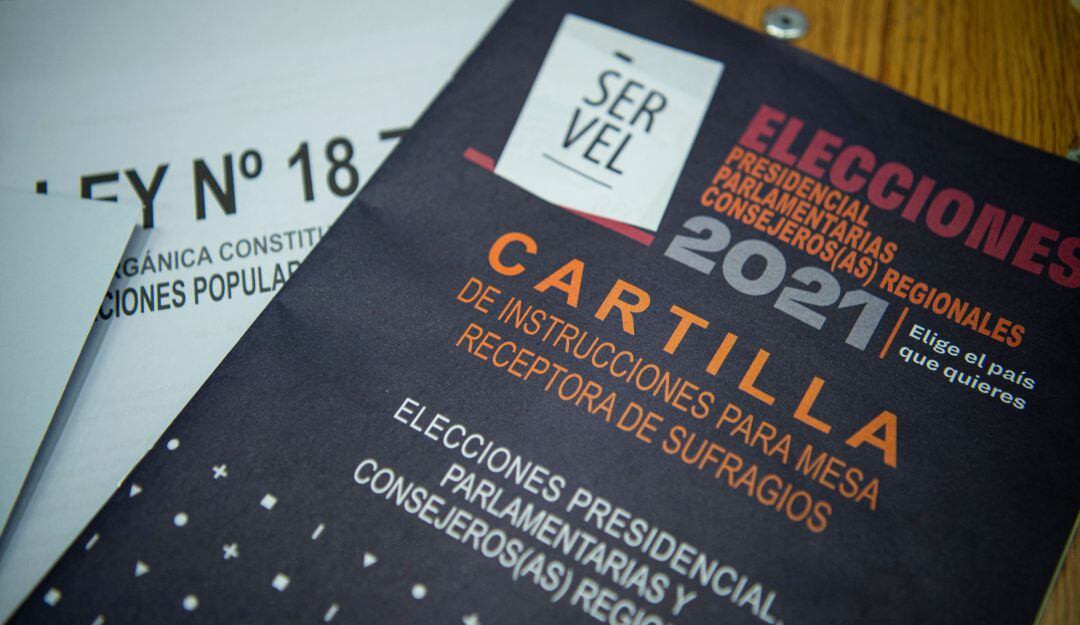 LEY Nº 18.7
ORGÁNICA CONSTITU
CIONES POPULAR
SER
VEL
ELECCIONES
PRESIDENCIAL
PARLAMENTARIAS
CONSEJEROS(AS) REGIONALES
2021
Elige el país
que quieres
CARTILLA
DE INSTRUCCIONES PARA MESA
RECEPTORA DE SUFRAGIOS
ELECCIONES PRESIDENCIAL,
PARLAMENTARIAS Y
CONSEJEROS(AS) REGIO